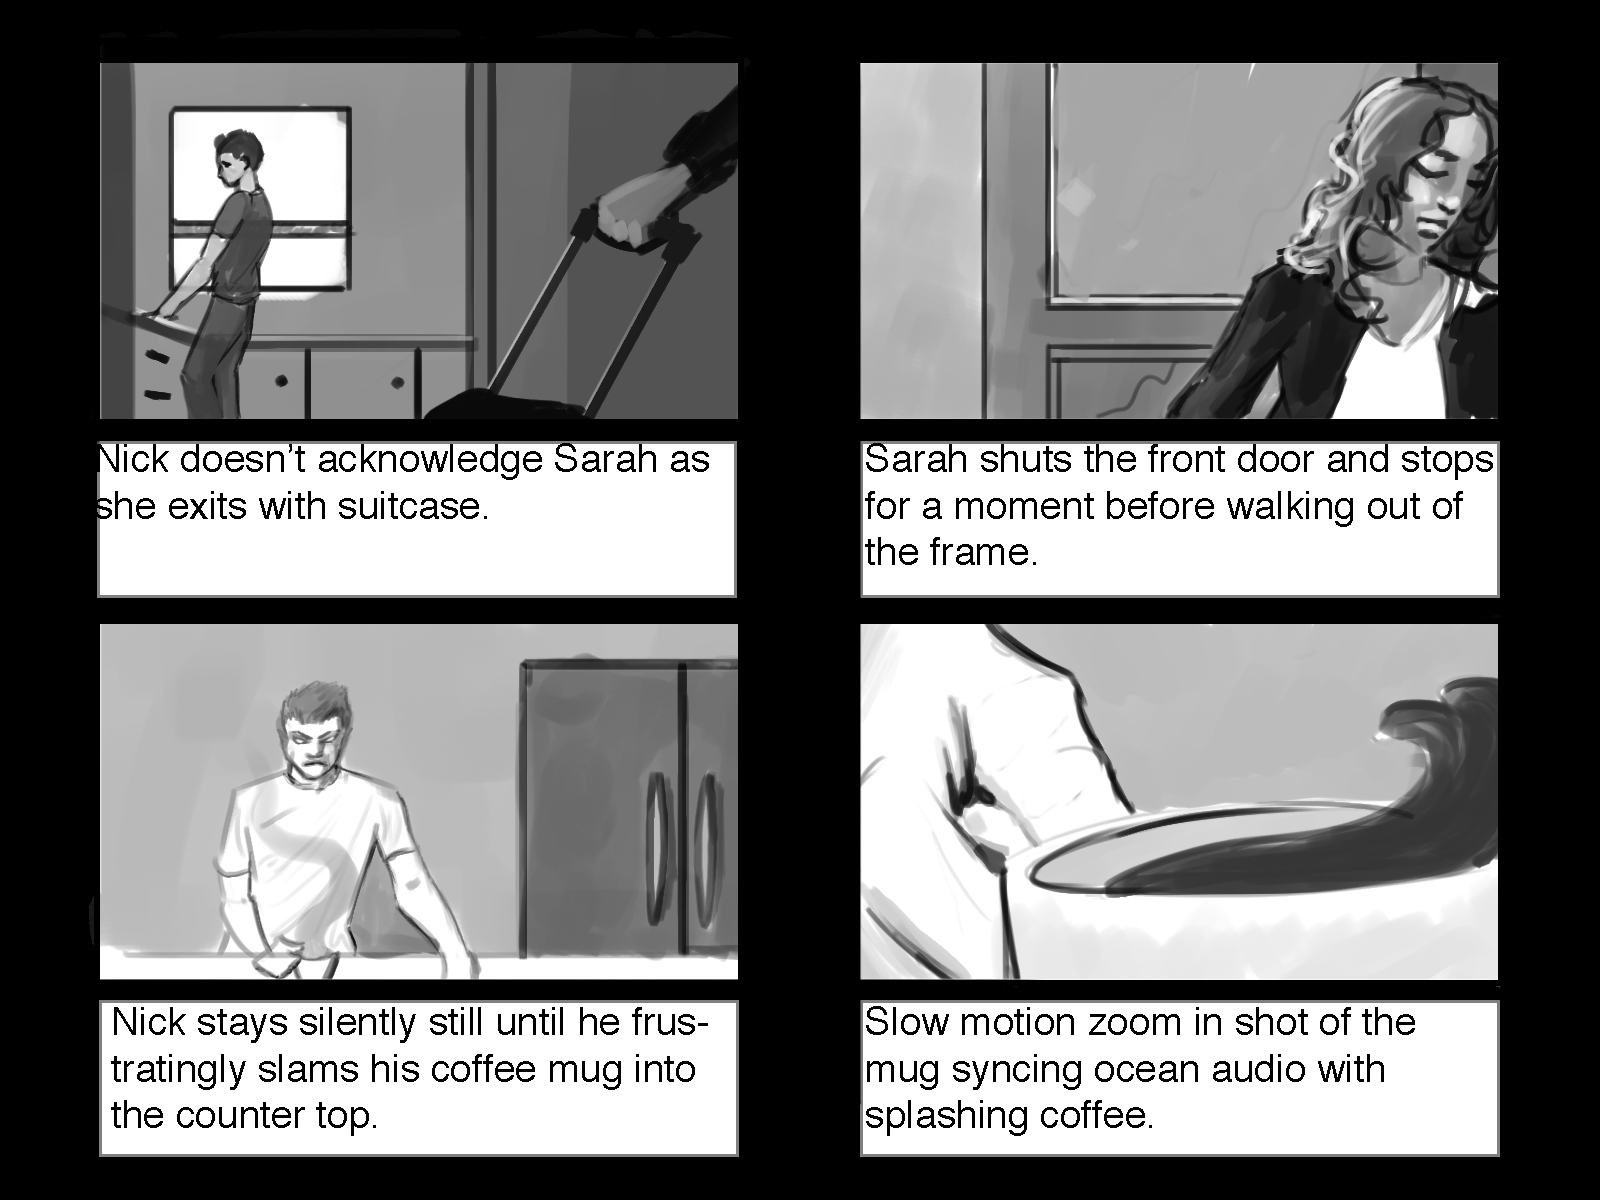 Nick doesn't acknowledge Sarah as
she exits with suitcase.
Sarah shuts the front door and stops
for a moment before walking out of
the frame.
Nick stays silently still until he frus-
tratingly slams his coffee mug into
the counter top.
Slow motion zoom in shot of the
mug syncing ocean audio with
splashing coffee.